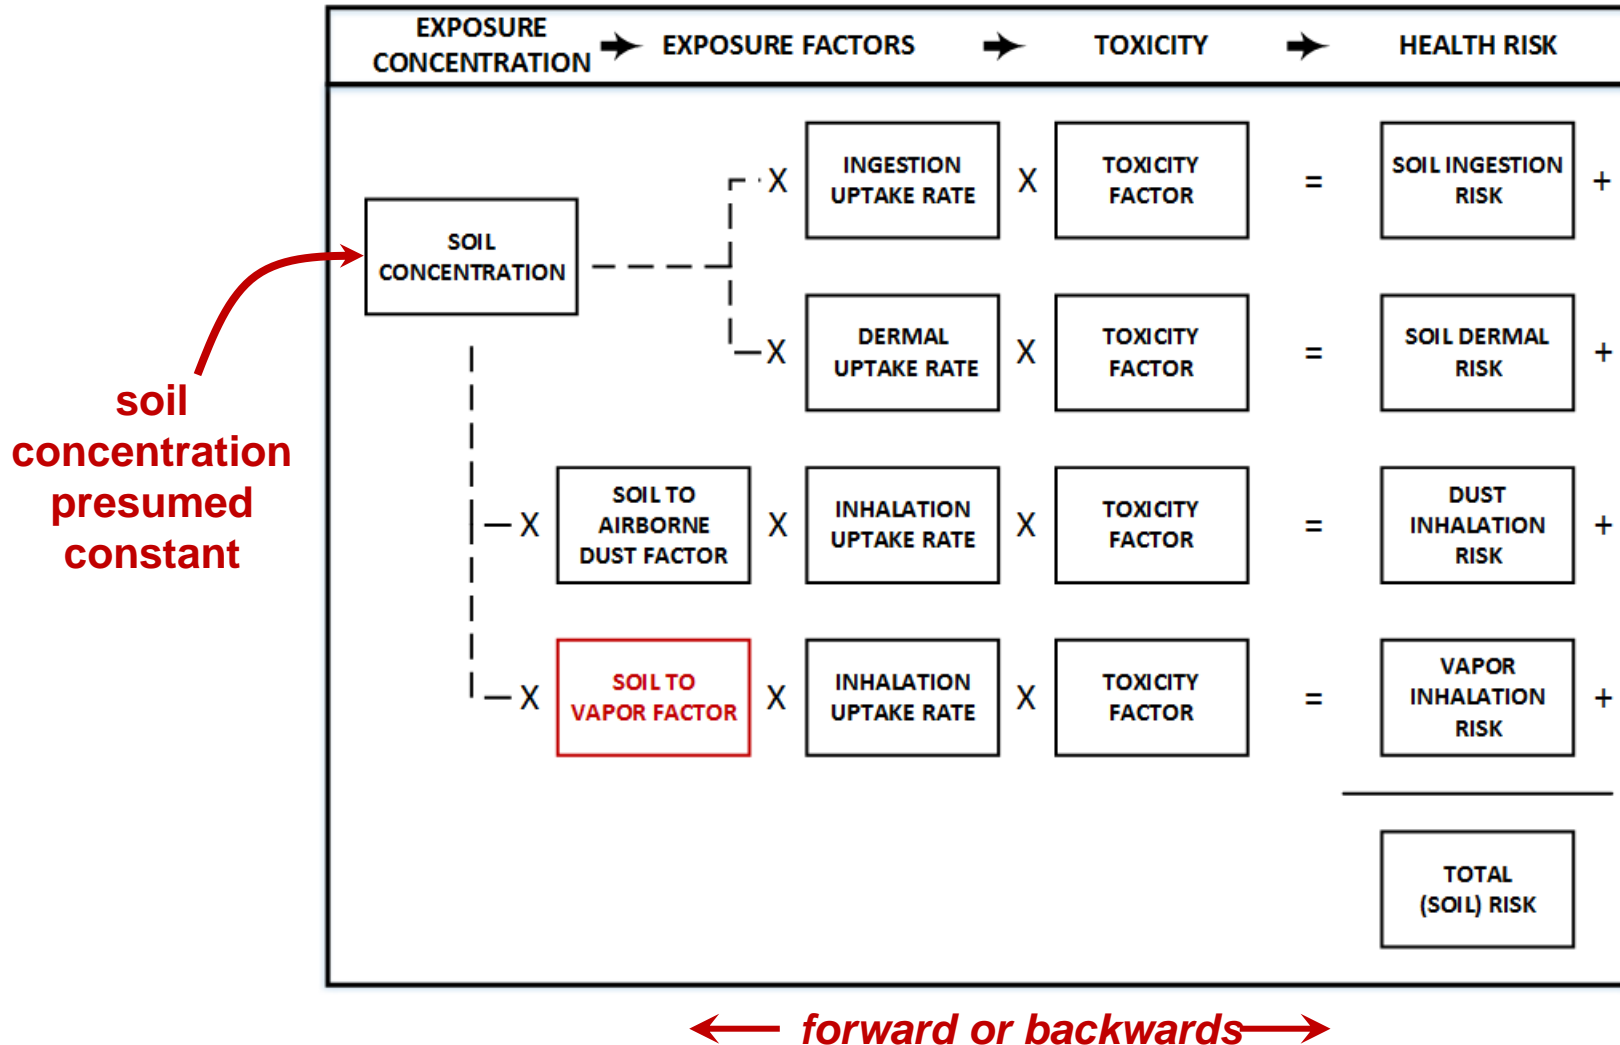 EXPOSURE
CONCENTRATION
EXPOSURE FACTORS
TOXICITY
HEALTH RISK
SOIL
CONCENTRATION
X
INGESTION
UPTAKE RATE
X
TOXICITY
FACTOR
=
SOIL INGESTION
RISK
+
X
DERMAL
UPTAKE RATE
X
TOXICITY
FACTOR
=
SOIL DERMAL
RISK
+
soil
concentration
presumed
constant
X
SOIL TO
AIRBORNE
DUST FACTOR
X
INHALATION
UPTAKE RATE
X
TOXICITY
FACTOR
=
DUST
INHALATION
RISK
+
X
SOIL TO
VAPOR FACTOR
X
INHALATION
UPTAKE RATE
X
TOXICITY
FACTOR
=
VAPOR
INHALATION
RISK
+
TOTAL
(SOIL) RISK
forward or backwards